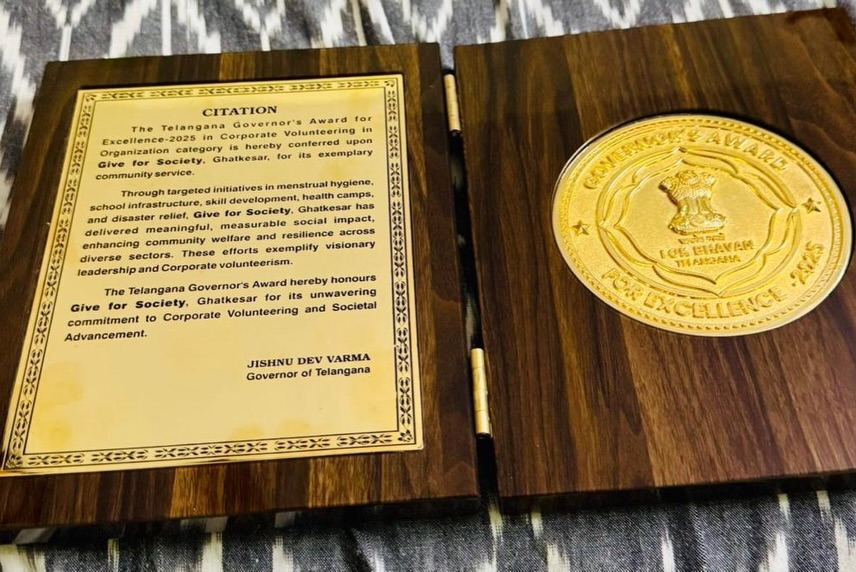 CITATION
The Telangana Governor's Award for
Excellence-2025 in Corporate Volunteering in
Organization category is hereby conferred upon
Give for Society, Ghatkesar, for its exemplary
community service.
Through targeted initiatives in menstrual hygiene,
school infrastructure, skill development, health camps,
and disaster relief, Give for Society, Ghatkesar has
delivered meaningful, measurable social impact,
enhancing community welfare and resilience across
diverse sectors. These efforts exemplify visionary
leadership and Corporate volunteerism.
The Telangana Governor's Award hereby honours
Give for Society, Ghatkesar for its unwavering
commitment to Corporate Volunteering and Societal
Advancement.
JISHNU DEV VARMA
Governor of Telangana
GOVERNOR'S AWARD
LOK BHAVAN
TELANGANA
FOR EXCELLENCE - 2025